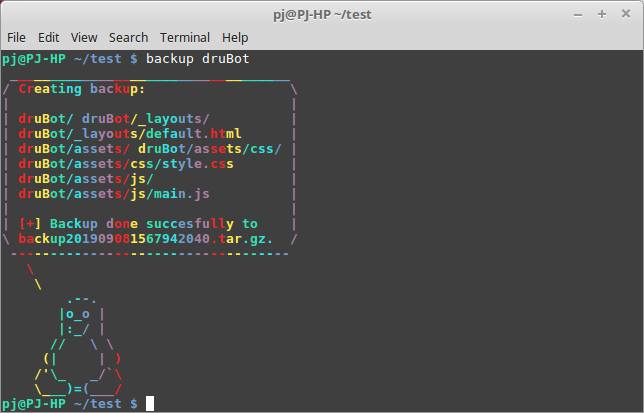 pj@PJ-HP ~/test
File Edit View Search Terminal Help
pj@PJ-HP ~/test $ backup druBot
 ___________________________________
/ Creating backup:                  \
|                                   |
| druBot/ druBot/_layouts/          |
| druBot/_layouts/default.html      |
| druBot/assets/ druBot/assets/css/ |
| druBot/assets/css/style.css       |
| druBot/assets/js/                 |
| druBot/assets/js/main.js          |
|                                   |
| [+] Backup done succesfully to    |
\ backup201909081567942040.tar.gz.  /
 -----------------------------------
   \
    \
        .--.
       |o_o |
       |:_/ |
      //   \ \
     (|     | )
    /'\_   _/`\
    \___)=(___/
pj@PJ-HP ~/test $